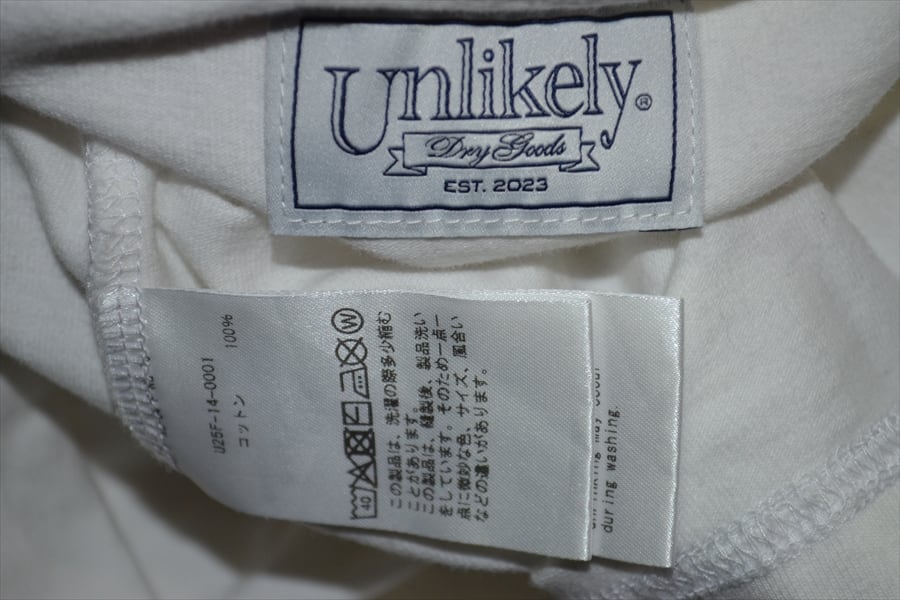 Unlikely®
Dry Goods
EST. 2023
U25F-14-0001
コットン 100%
40
W
この製品は、洗濯の際多少縮む
ことがあります。
この製品は、縫製後、製品洗い
をしています。そのため一点一
点に微妙な色、サイズ、風合い
などの違いがあります。
may occur
during washing.